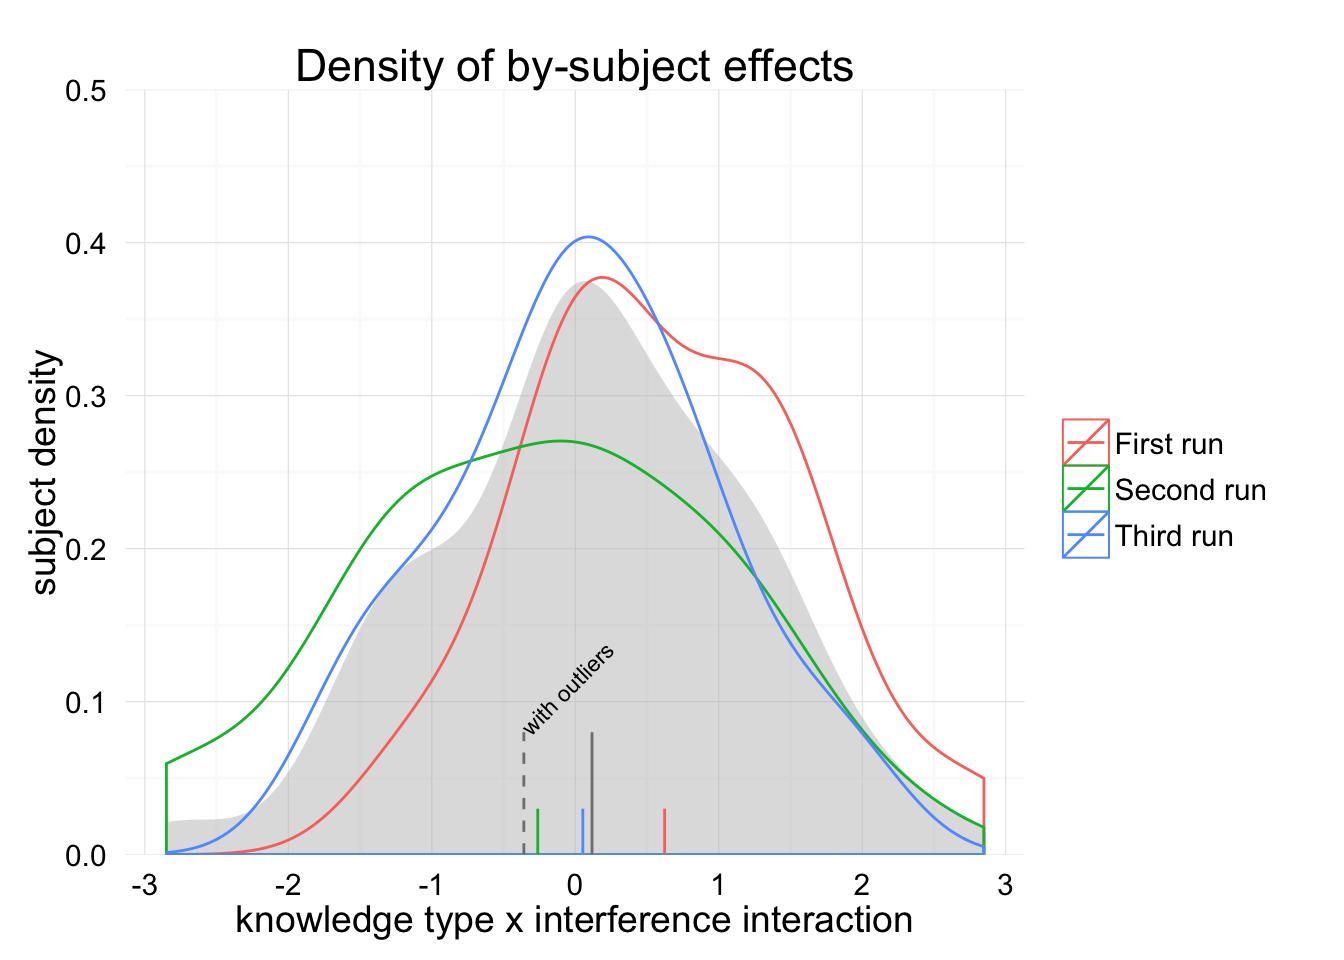 Density of by-subject effects
0.5
0.4
0.3
0.2
0.1
0.0
subject density
with outliers
-3 -2 -1 0 1 2 3
knowledge type x interference interaction
First run
Second run
Third run